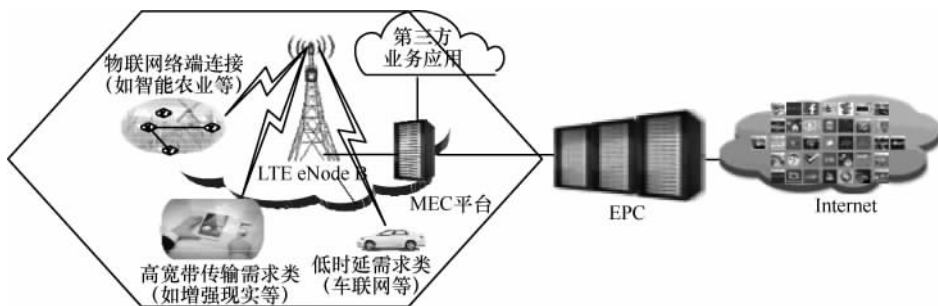 物联网络端连接
（如智能农业等）
第三方
业务应用
LTE eNode B
MEC平台
EPC
Internet
高宽带传输需求类
（如增强现实等）
低时延需求类
（车联网等）